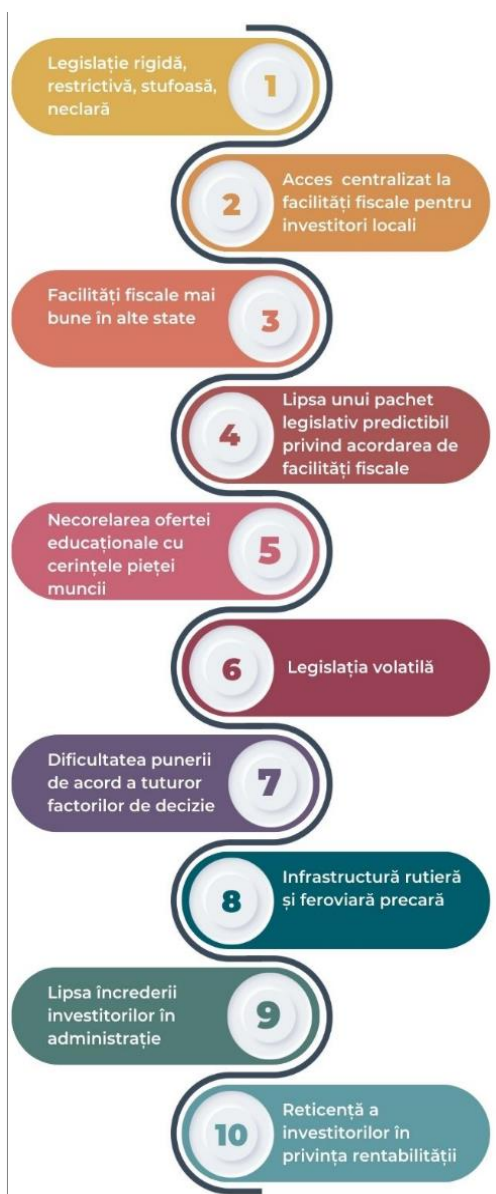 Legislație rigidă,
restrictivă, stufoasă,
neclară
1
Acces centralizat la
facilități fiscale pentru
investitori locali
2
Facilități fiscale mai
bune în alte state
3
Lipsa unui pachet
legislativ predictibil
privind acordarea de
facilități fiscale
4
Necorelarea ofertei
educaționale cu
cerințele pieței
muncii
5
6
Legislația volatilă
Dificultatea punerii
de acord a tuturor
factorilor de decizie
7
Infrastructură rutieră
și feroviară precară
8
Lipsa încrederii
investitorilor în
administrație
9
Reticență a
investitorilor în
privința rentabilității
10